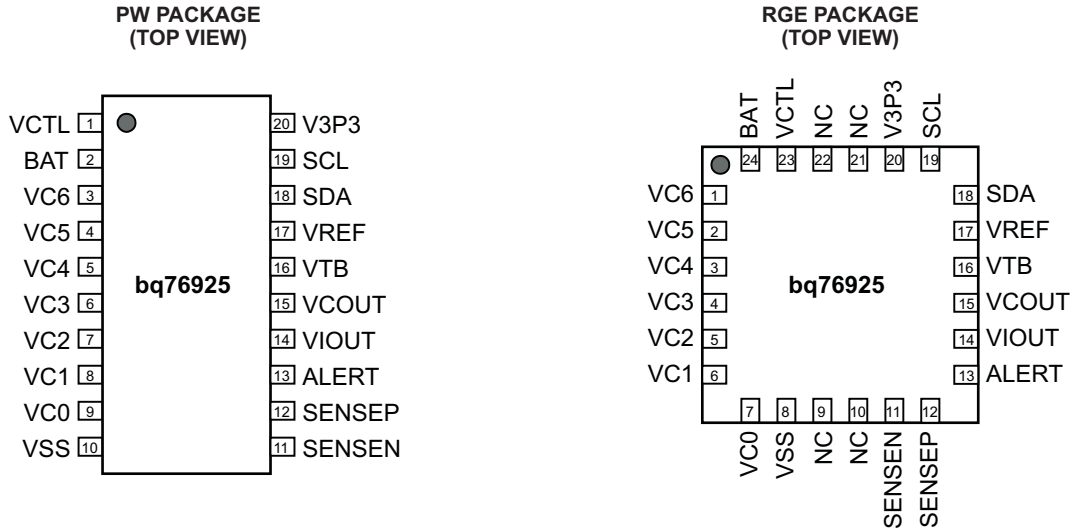 PW PACKAGE
(TOP VIEW)
VCTL 1
BAT 2
VC6 3
VC5 4
VC4 5
VC3 6
VC2 7
VC1 8
VC0 9
VSS 10
bq76925
20 V3P3
19 SCL
18 SDA
17 VREF
16 VTB
15 VCOUT
14 VIOUT
13 ALERT
12 SENSEP
11 SENSEN
RGE PACKAGE
(TOP VIEW)
BAT VCTL NC NC V3P3 SCL
24 23 22 21 20 19
VC6 1
VC5 2
VC4 3
VC3 4
VC2 5
VC1 6
bq76925
18 SDA
17 VREF
16 VTB
15 VCOUT
14 VIOUT
13 ALERT
7 8 9 10 11 12
VC0 VSS NC NC SENSEN SENSEP